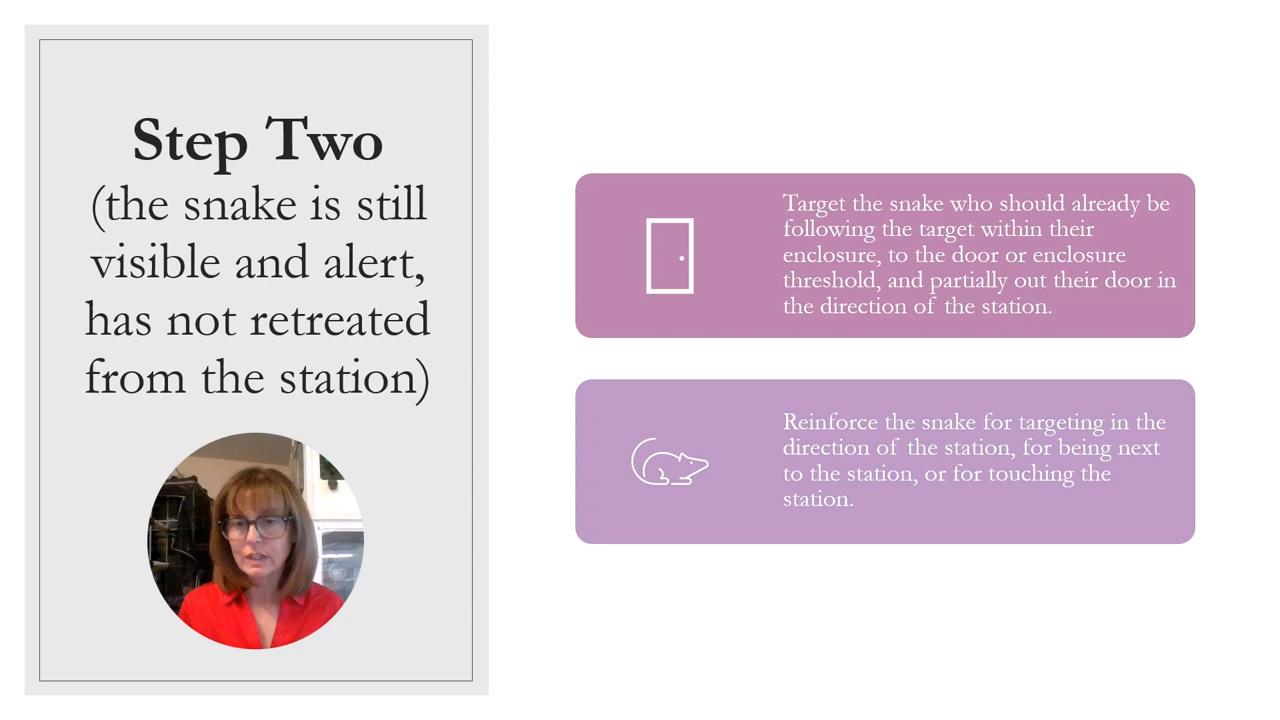 Step Two
(the snake is still
visible and alert,
has not retreated
from the station)
Target the snake who should already be
following the target within their
enclosure, to the door or enclosure
threshold, and partially out their door in
the direction of the station.
Reinforce the snake for targeting in the
direction of the station, for being next
to the station, or for touching the
station.